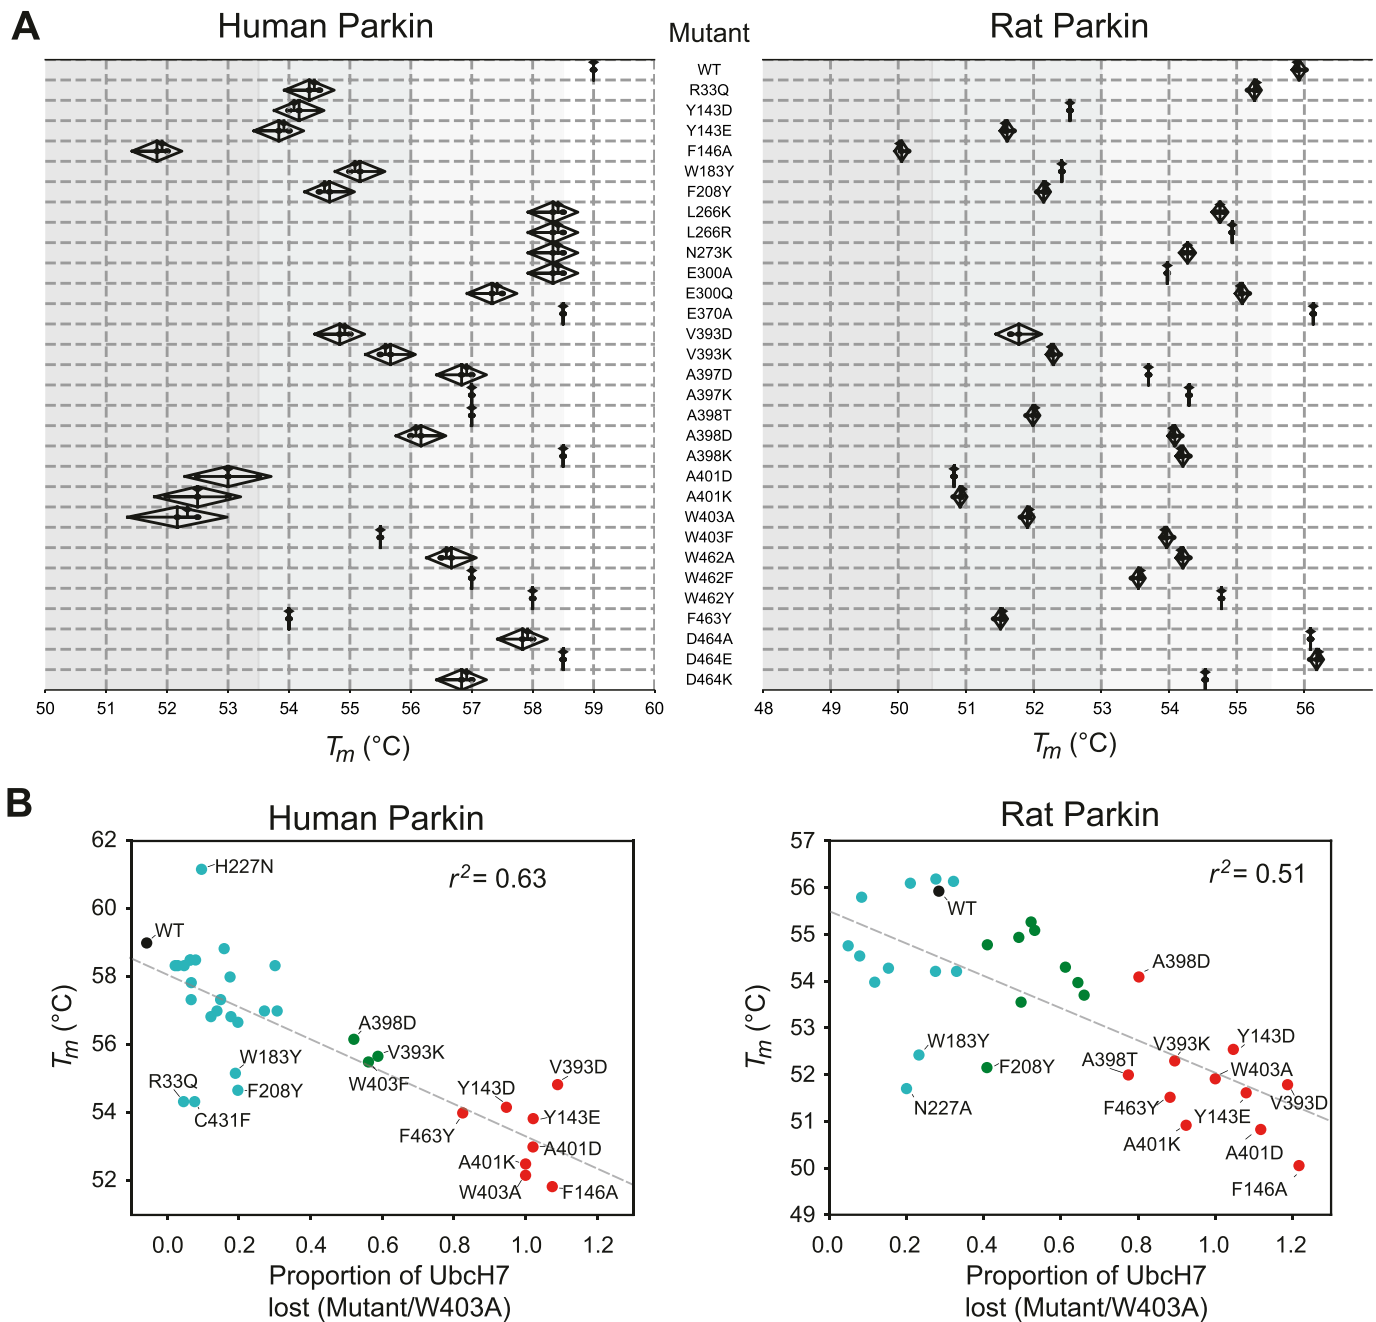 A
Human Parkin
Mutant
Rat Parkin
WT
R33Q
Y143D
Y143E
F146A
W183Y
F208Y
L266K
L266R
N273K
E300A
E300Q
E370A
V393D
V393K
A397D
A397K
A398T
A398D
A398K
A401D
A401K
W403A
W403F
W462A
W462F
W462Y
F463Y
D464A
D464E
D464K
50 51 52 53 54 55 56 57 58 59 60
48 49 50 51 52 53 54 55 56
Tm (°C)
Tm (°C)
B
Human Parkin
62
60
58
56
54
52
Tm (°C)
r2= 0.63
H227N
WT
A398D
V393K
W403F
W183Y
F208Y
R33Q
C431F
V393D
Y143D
Y143E
F463Y
A401D
A401K
W403A
F146A
0.0 0.2 0.4 0.6 0.8 1.0 1.2
Proportion of UbcH7
lost (Mutant/W403A)
Rat Parkin
57
56
55
54
53
52
51
50
49
Tm (°C)
r2= 0.51
WT
A398D
W183Y
F208Y
N227A
Y143D
V393K
A398T
W403A
F463Y
Y143E
V393D
A401K
A401D
F146A
0.0 0.2 0.4 0.6 0.8 1.0 1.2
Proportion of UbcH7
lost (Mutant/W403A)